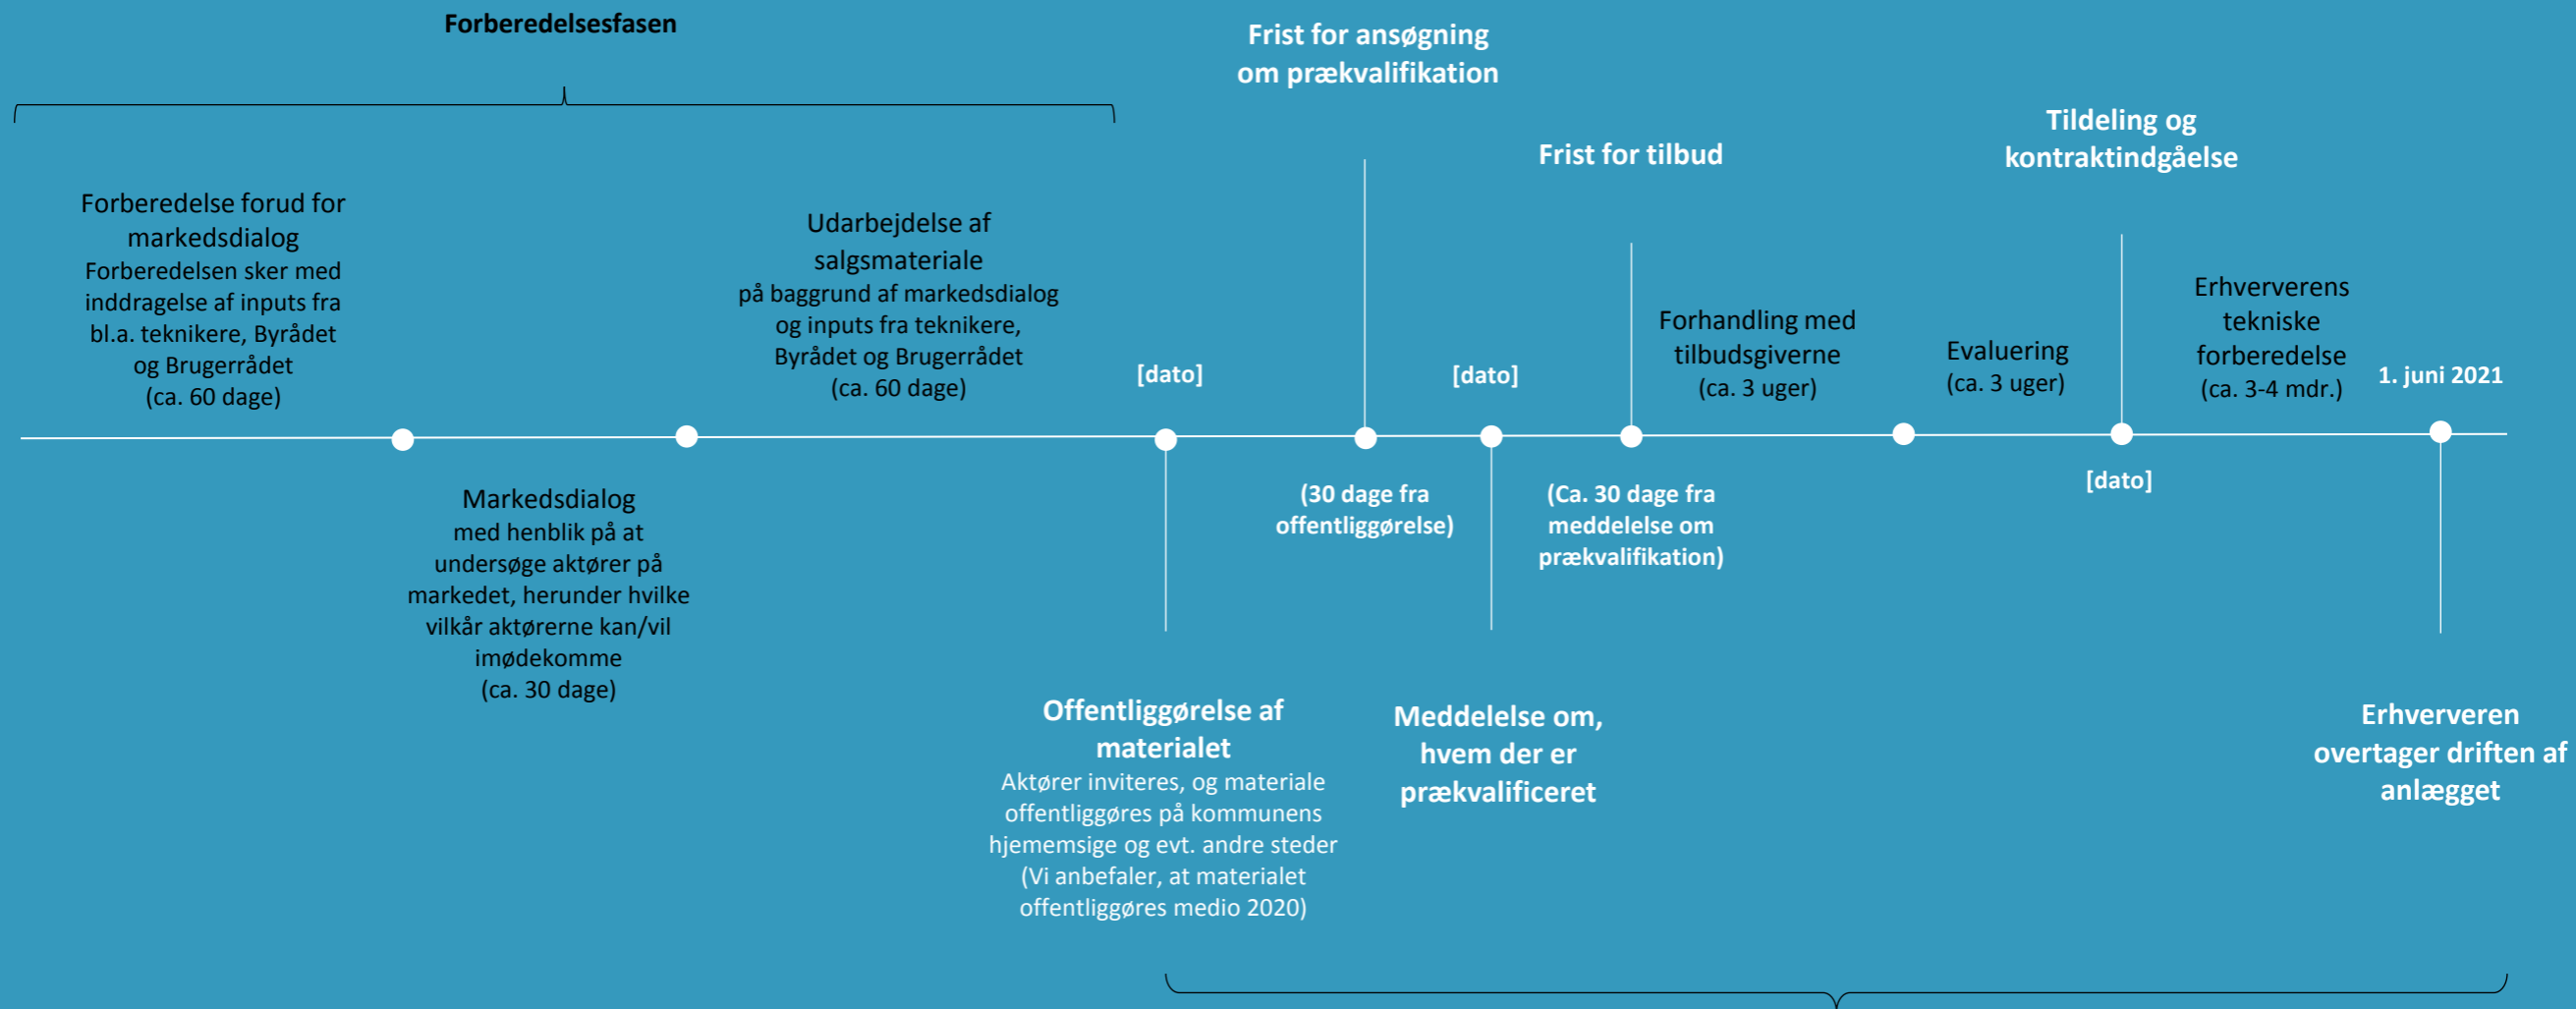 Forberedelsesfasen
Frist for ansøgning
om prækvalifikation
Tildeling og
kontraktindgåelse
Frist for tilbud
Forberedelse forud for
markedsdialog
Forberedelsen sker med
inddragelse af inputs fra
bl.a. teknikere, Byrådet
og Brugerrådet
(ca. 60 dage)
Udarbejdelse af
salgsmateriale
på baggrund af markedsdialog
og inputs fra teknikere,
Byrådet og Brugerrådet
(ca. 60 dage)
[dato]
[dato]
Forhandling med
tilbudsgiverne
(ca. 3 uger)
Evaluering
(ca. 3 uger)
Erhververens
tekniske
forberedelse
(ca. 3-4 mdr.)
1. juni 2021
Markedsdialog
med henblik på at
undersøge aktører på
markedet, herunder hvilke
vilkår aktørerne kan/vil
imødekomme
(ca. 30 dage)
(30 dage fra
offentliggørelse)
(Ca. 30 dage fra
meddelelse om
prækvalifikation)
[dato]
Offentliggørelse af
materialet
Aktører inviteres, og materiale
offentliggøres på kommunens
hjememsige og evt. andre steder
(Vi anbefaler, at materialet
offentliggøres medio 2020)
Meddelelse om,
hvem der er
prækvalificeret
Erhververen
overtager driften af
anlægget